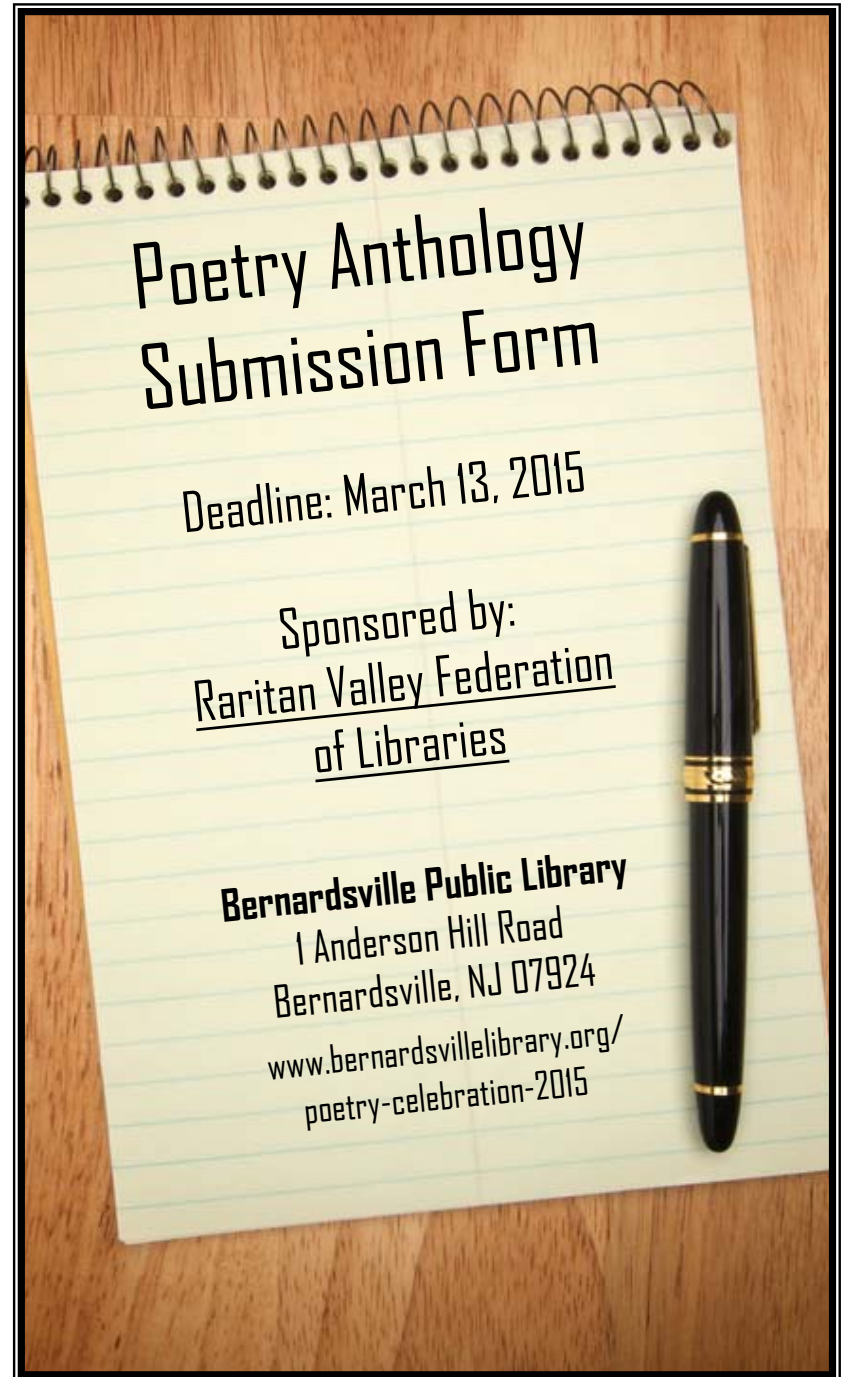 Poetry Anthology
Submission Form
Deadline: March 13, 2015
Sponsored by:
Raritan Valley Federation
of Libraries
Bernardsville Public Library
1 Anderson Hill Road
Bernardsville, NJ 07924
www.bernardsvillelibrary.org/
poetry-celebration-2015